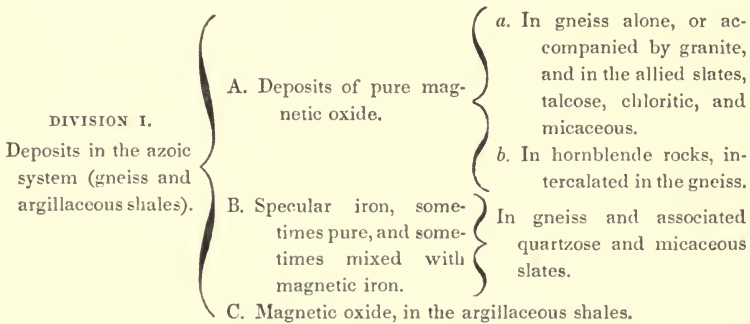 DIVISION I.
Deposits in the azoic
system (gneiss and
argillaceous shales).
A. Deposits of pure mag-
netic oxide.
a. In gneiss alone, or ac-
companied by granite,
and in the allied slates,
talcose, chloritic, and
micaceous.
b. In hornblende rocks, in-
tercalated in the gneiss.
B. Specular iron, some-
times pure, and some-
times mixed with
magnetic iron.
In gneiss and associated
quartzose and micaceous
slates.
C. Magnetic oxide, in the argillaceous shales.